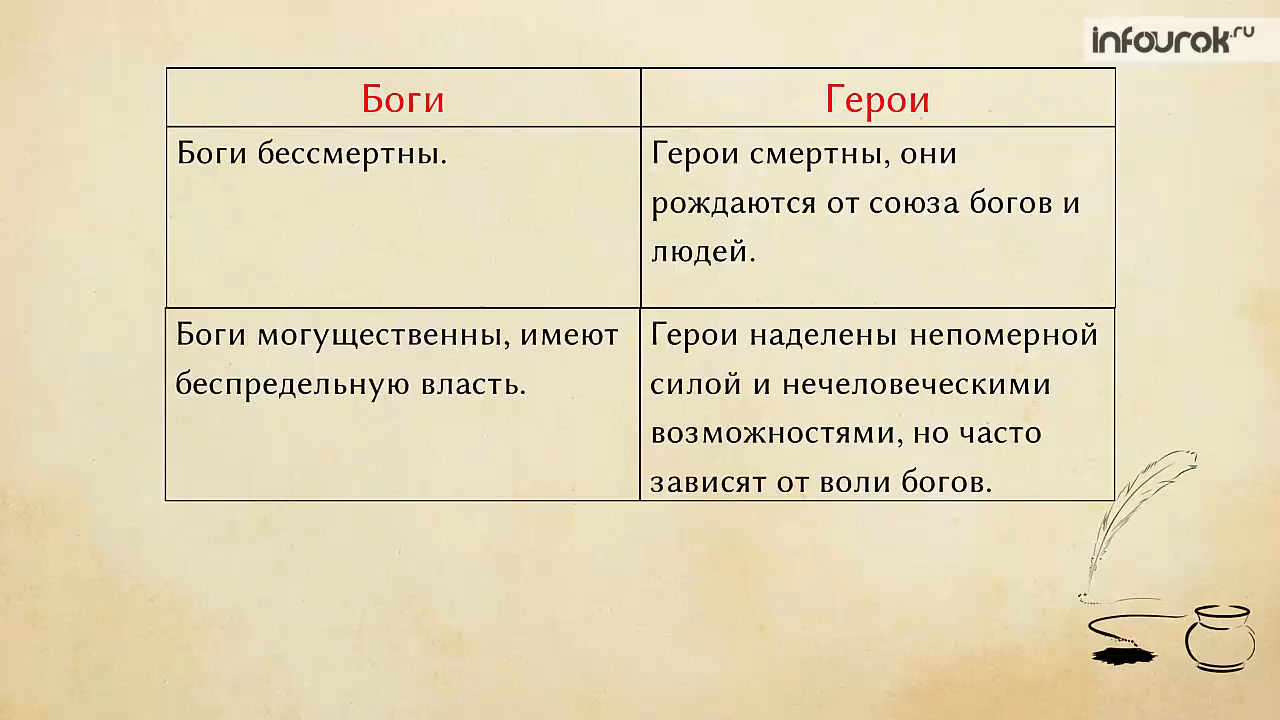 infourok.ru
Боги
Герои
Боги бессмертны.
Герои смертны, они
рождаются от союза богов и
людей.
Боги могущественны, имеют
беспредельную власть.
Герои наделены непомерной
силой и нечеловеческими
возможностями, но часто
зависят от воли богов.